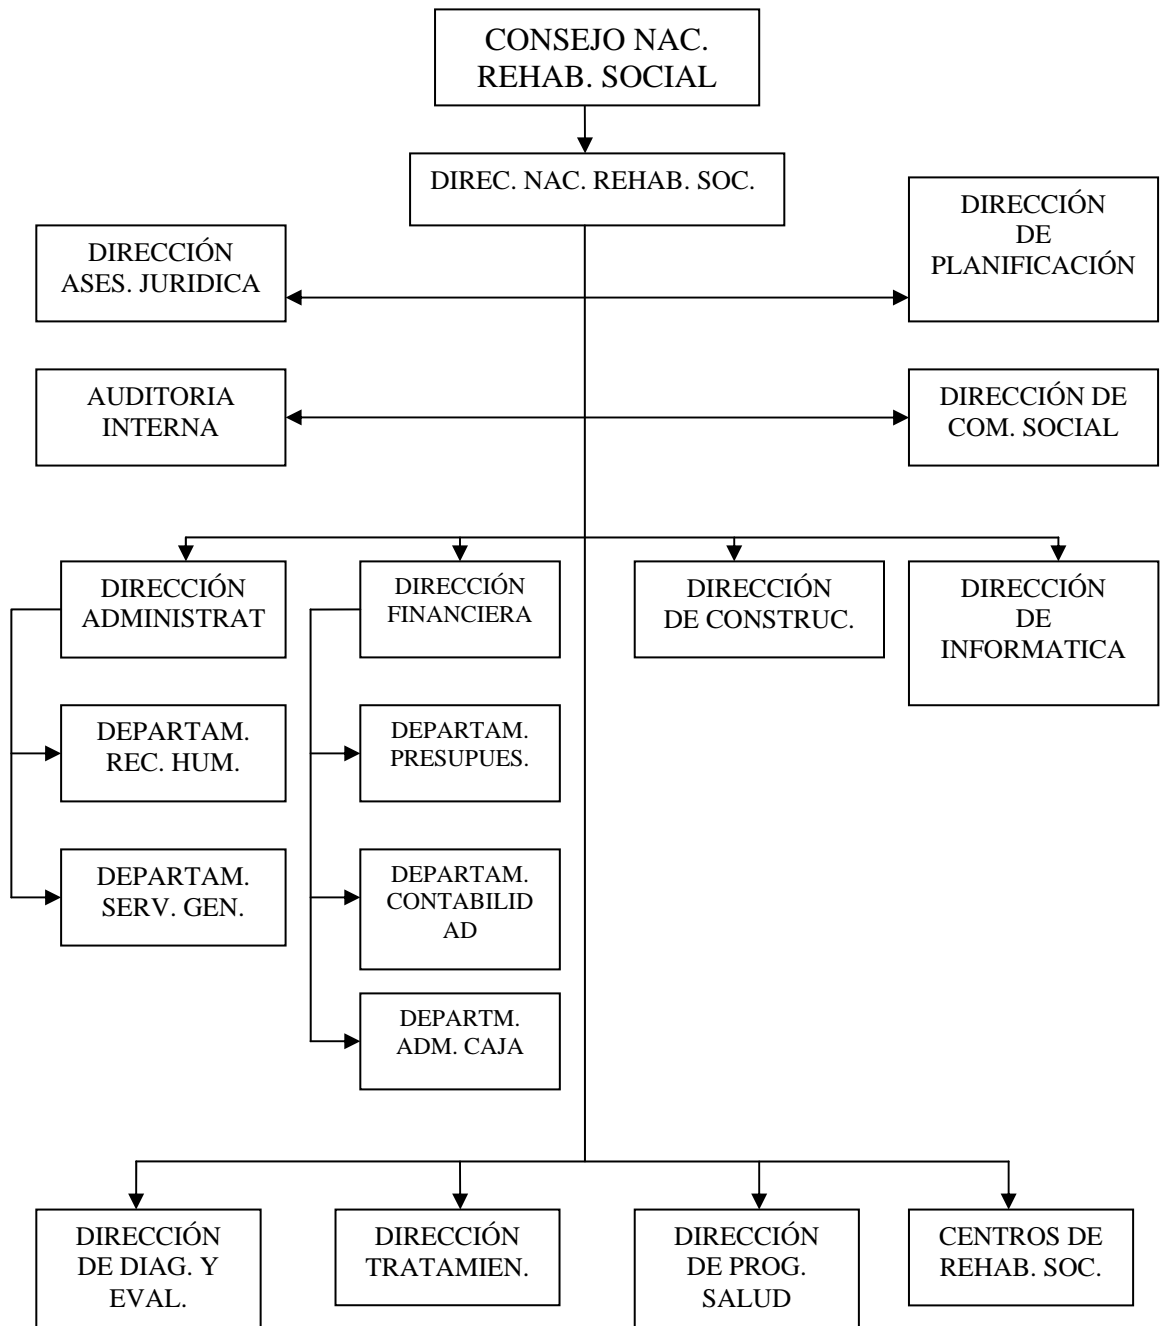 CONSEJO NAC.
REHAB. SOCIAL
DIREC. NAC. REHAB. SOC.
DIRECCIÓN
ASES. JURIDICA
DIRECCIÓN
DE
PLANIFICACIÓN
AUDITORIA
INTERNA
DIRECCIÓN DE
COM. SOCIAL
DIRECCIÓN
ADMINISTRAT
DIRECCIÓN
FINANCIERA
DIRECCIÓN
DE CONSTRUC.
DIRECCIÓN
DE
INFORMATICA
DEPARTAM.
REC. HUM.
DEPARTAM.
PRESUPUES.
DEPARTAM.
SERV. GEN.
DEPARTAM.
CONTABILID
AD
DEPARTM.
ADM. CAJA
DIRECCIÓN
DE DIAG. Y
EVAL.
DIRECCIÓN
TRATAMIEN.
DIRECCIÓN
DE PROG.
SALUD
CENTROS DE
REHAB. SOC.